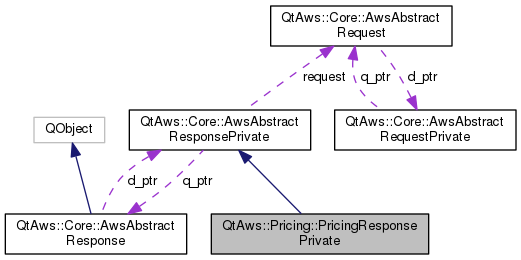 QtAws::Core::AwsAbstract
Request
request
q_ptr
d_ptr
QObject
QtAws::Core::AwsAbstract
ResponsePrivate
QtAws::Core::AwsAbstract
RequestPrivate
d_ptr
q_ptr
QtAws::Core::AwsAbstract
Response
QtAws::Pricing::PricingResponse
Private